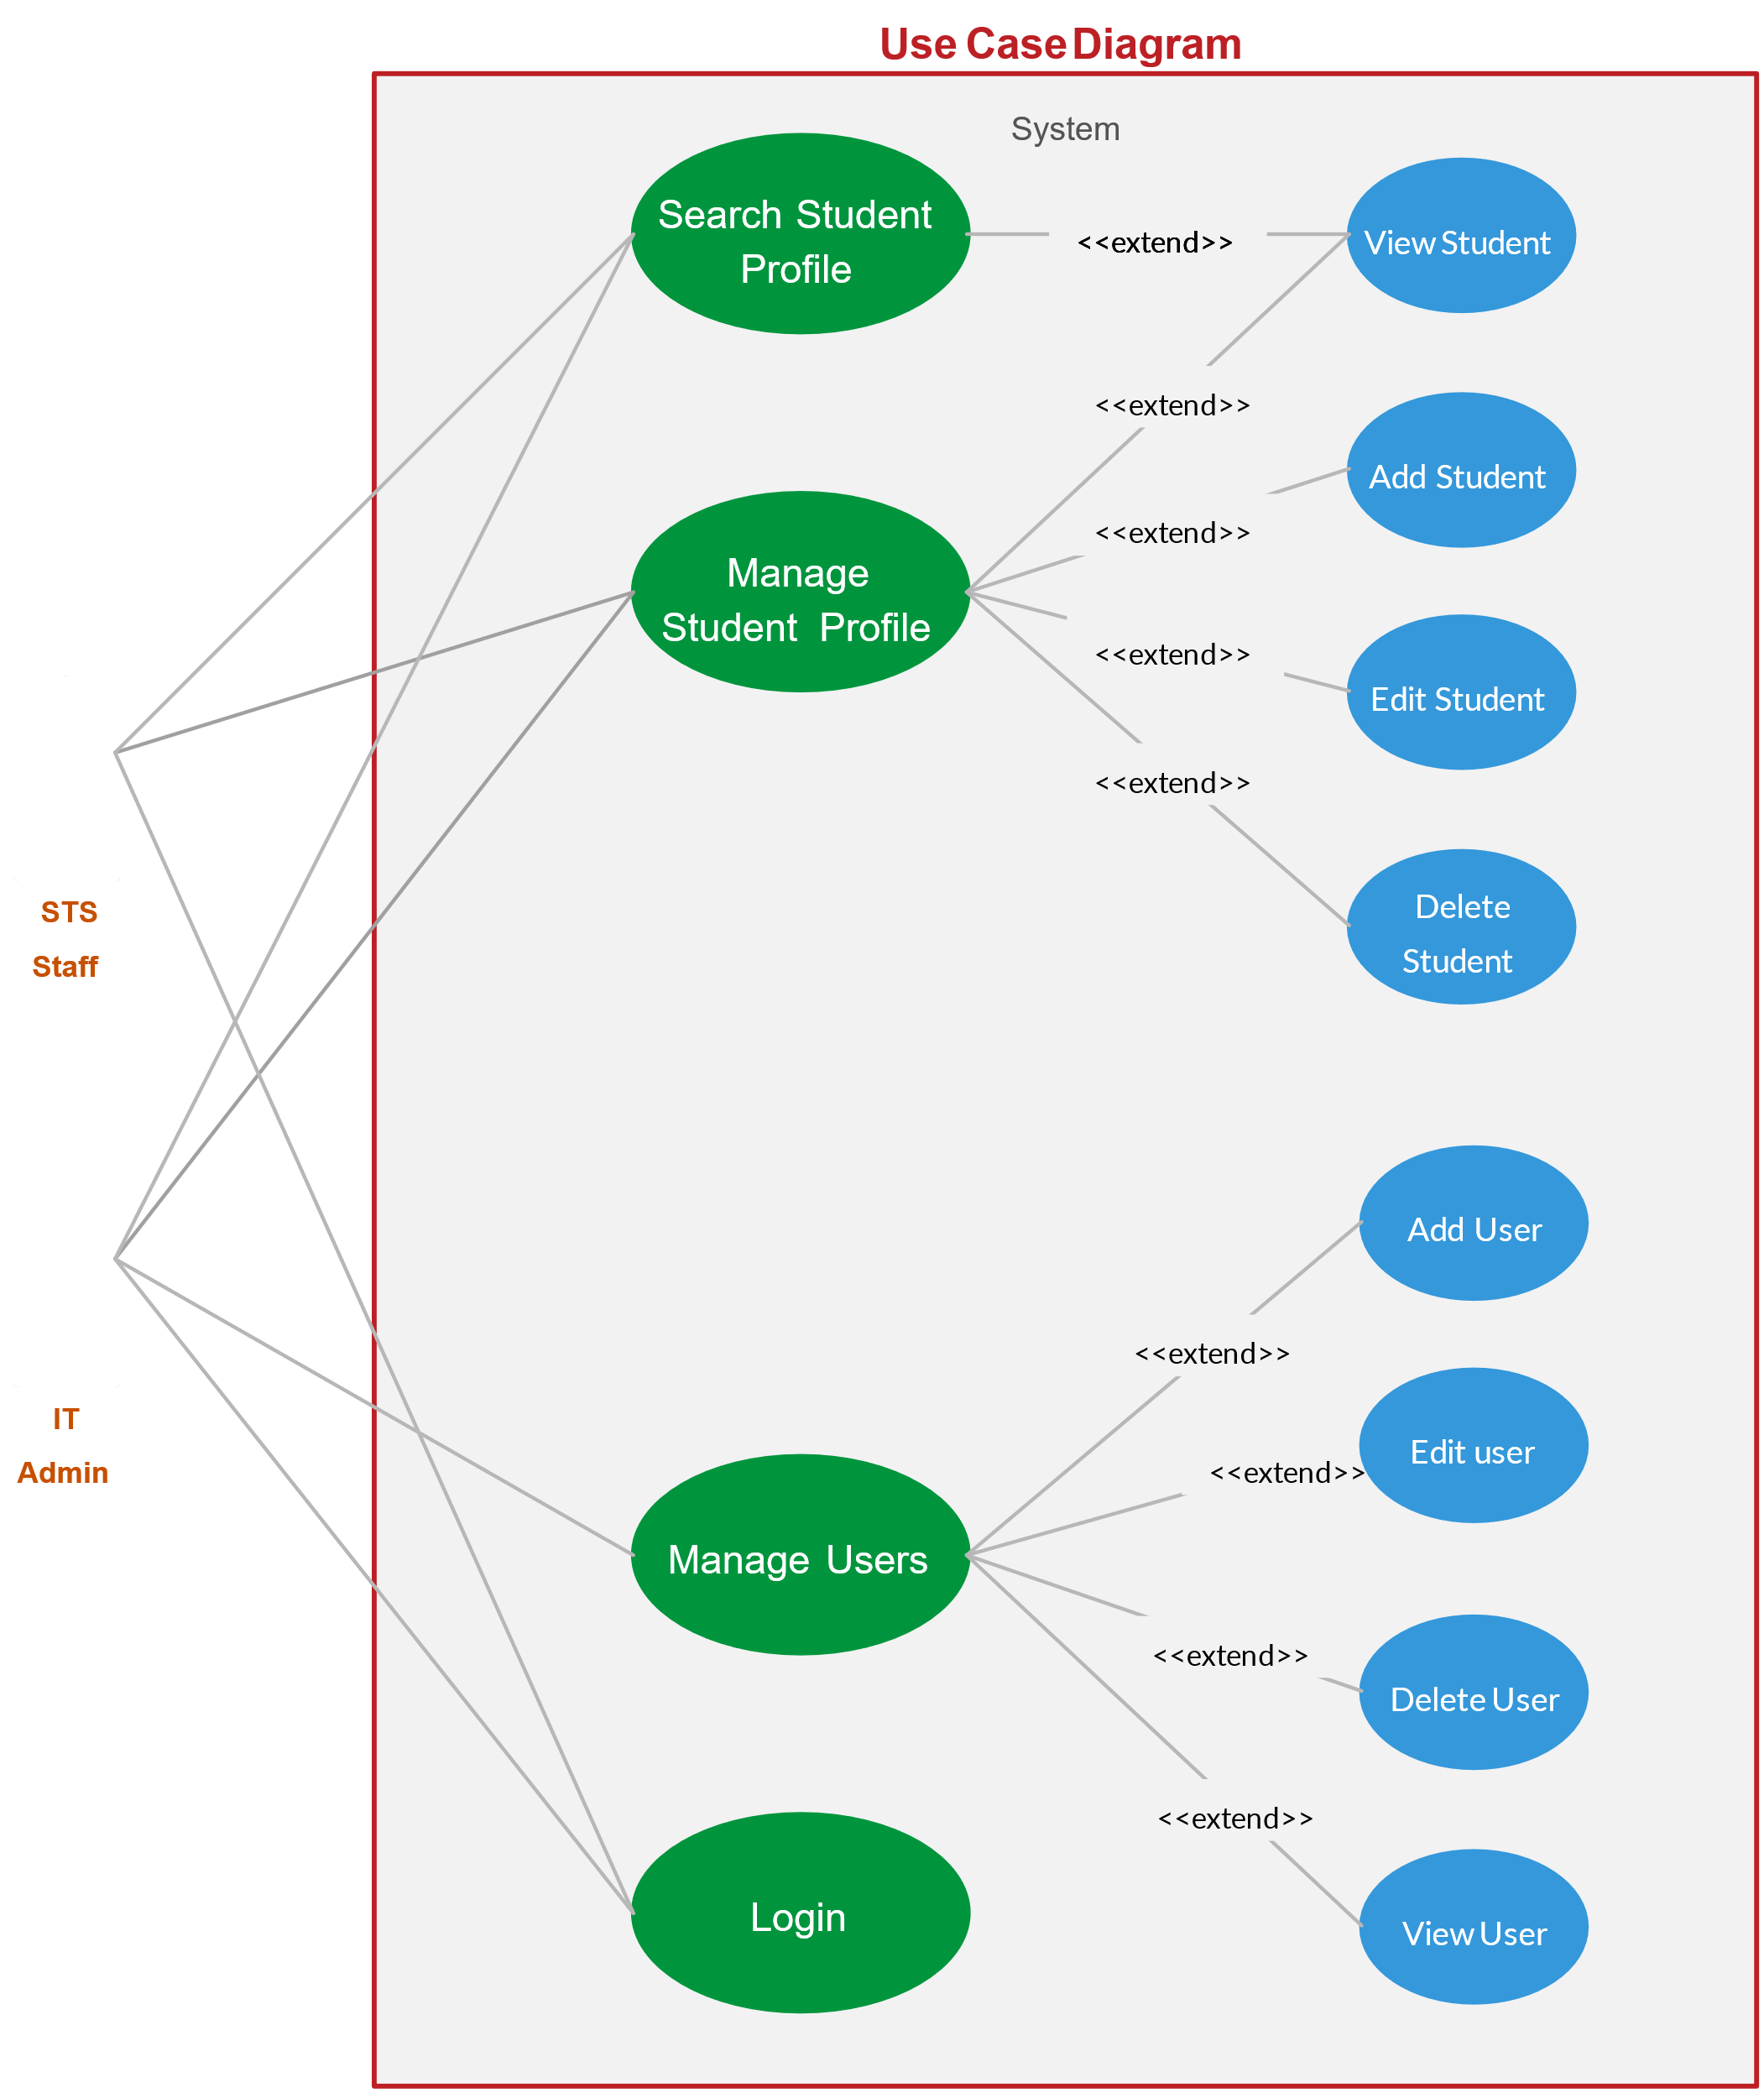 Use Case Diagram
System
Search Student
Profile
<<extend>>
View Student
<<extend>>
Add Student
<<extend>>
Manage
Student Profile
<<extend>>
Edit Student
<<extend>>
Delete
Student
STS
Staff
Add User
<<extend>>
IT
Admin
Edit user
<<extend>>
Manage Users
<<extend>>
Delete User
<<extend>>
Login
View User